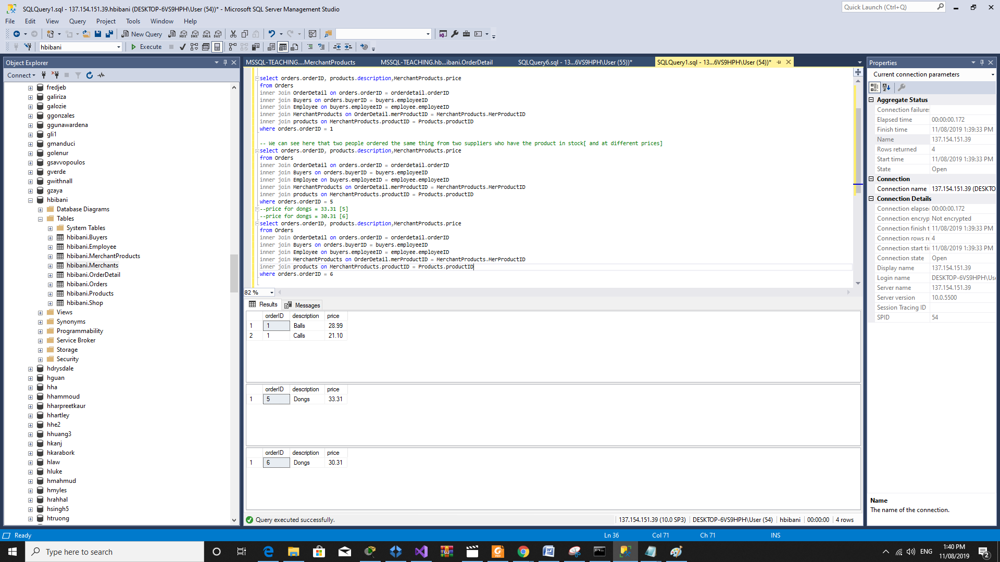 SQLQuery1.sql - 137.154.151.39.hbibani (DESKTOP-6VS9HPH\User (54))* - Microsoft SQL Server Management Studio
Quick Launch (Ctrl+Q)
File Edit View Query Project Tools Window Help
New Query
MDX DMX XMLA DAX
hbibani
Execute
Object Explorer
Connect
fredjeb
galiriza
galozie
ggonzales
ggunawardena
gli1
gmanduci
golenur
gsavvopoulos
gverde
gwithnall
gzaya
hbibani
Database Diagrams
Tables
System Tables
hbibani.Buyers
hbibani.Employee
hbibani.MerchantProducts
hbibani.Merchants
hbibani.OrderDetail
hbibani.Orders
hbibani.Products
hbibani.Shop
Views
Synonyms
Programmability
Service Broker
Storage
Security
hdrysdale
hguan
hha
hhammoud
hharpreetkaur
hhartley
hhe2
hhuang3
hkanj
hkarabork
hlaw
hluke
hmahmud
hmyles
hrahhal
hsingh5
htruong
MSSQL-TEACHING....MerchantProducts
MSSQL-TEACHING.hb...ibani.OrderDetail
SQLQuery6.sql - 13...6VS9HPH\User (55))*
SQLQuery1.sql - 13...6VS9HPH\User (54))*
select orders.orderID, products.description,MerchantProducts.price
from Orders
inner Join OrderDetail on orders.orderID = orderdetail.orderID
inner join Buyers on orders.buyerID = buyers.employeeID
inner join Employee on buyers.employeeID = employee.employeeID
inner join MerchantProducts on OrderDetail.merProductID = MerchantProducts.MerProductID
inner join products on MerchantProducts.productID = Products.productID
where orders.orderID = 1
-- We can see here that two people ordered the same thing from two suppliers who have the product in stock[ and at different prices]
select orders.orderID, products.description,MerchantProducts.price
from Orders
inner Join OrderDetail on orders.orderID = orderdetail.orderID
inner join Buyers on orders.buyerID = buyers.employeeID
inner join Employee on buyers.employeeID = employee.employeeID
inner join MerchantProducts on OrderDetail.merProductID = MerchantProducts.MerProductID
inner join products on MerchantProducts.productID = Products.productID
where orders.orderID = 5
--price for dongs = 33.31 [5]
--price for dongs = 30.31 [6]
select orders.orderID, products.description,MerchantProducts.price
from Orders
inner Join OrderDetail on orders.orderID = orderdetail.orderID
inner join Buyers on orders.buyerID = buyers.employeeID
inner join Employee on buyers.employeeID = employee.employeeID
inner join MerchantProducts on OrderDetail.merProductID = MerchantProducts.MerProductID
inner join products on MerchantProducts.productID = Products.productID
where orders.orderID = 6
82 %
Results Messages
orderID description price
1 1 Balls 28.99
2 1 Calls 21.10
orderID description price
1 5 Dongs 33.31
orderID description price
1 6 Dongs 30.31
Query executed successfully.
137.154.151.39 (10.0 SP3) DESKTOP-6VS9HPH\User (54) hbibani 00:00:00 4 rows
Properties
Current connection parameters
Aggregate Status
Connection failures
Elapsed time 00:00:00.172
Finish time 11/08/2019 1:39:33 PM
Name 137.154.151.39
Rows returned 4
Start time 11/08/2019 1:39:33 PM
State Open
Connection
Connection name 137.154.151.39 (DESKTO
Connection Details
Connection elapse 00:00:00.172
Connection encryp Not encrypted
Connection finish t 11/08/2019 1:39:33 PM
Connection rows re 4
Connection start ti 11/08/2019 1:39:33 PM
Connection state Open
Display name 137.154.151.39
Login name DESKTOP-6VS9HPH\Use
Server name 137.154.151.39
Server version 10.0.5500
Session Tracing ID
SPID 54
Name
The name of the connection.
Ready
Ln 36 Col 71 Ch 71 INS
Type here to search
ENG
1:40 PM
11/08/2019
2